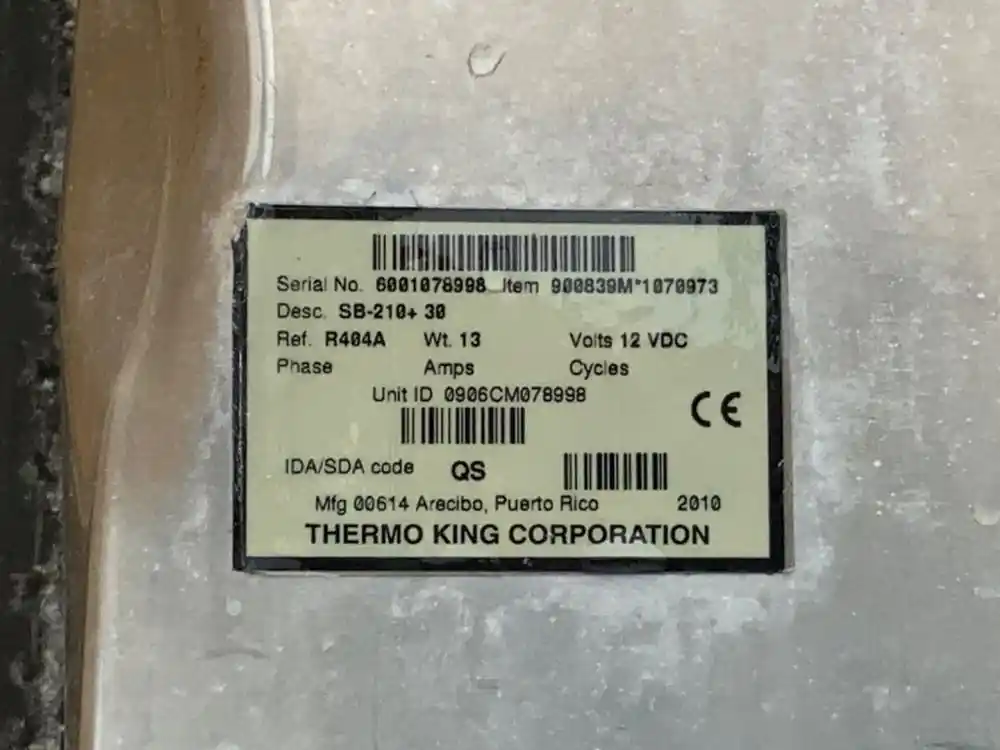 Serial No. 6001078998 Item 900839M*1070973
Desc. SB-210+ 30
Ref. R404A Wt. 13 Volts 12 VDC
Phase Amps Cycles
Unit ID 0906CM078998
CE
IDA/SDA code QS
Mfg 00614 Arecibo, Puerto Rico 2010
THERMO KING CORPORATION